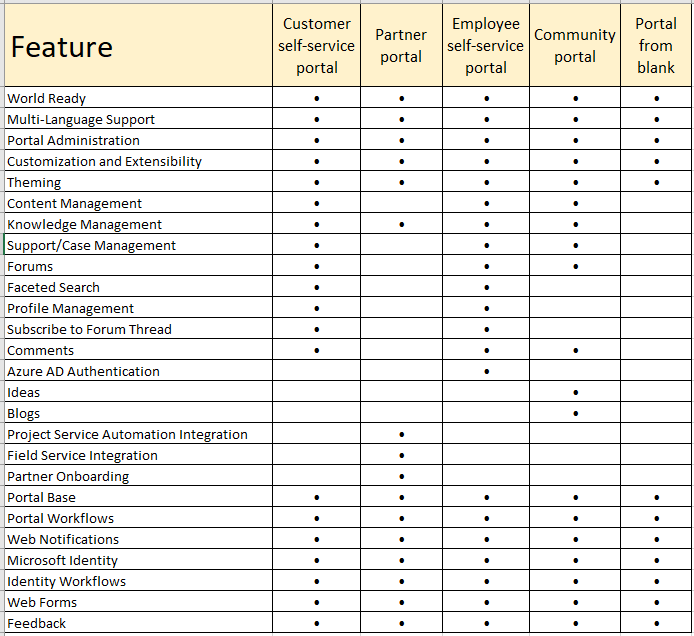 Feature
Customer
self-service
portal
Partner
portal
Employee
self-service
portal
Community
portal
Portal
from
blank
World Ready • • • • •
Multi-Language Support • • • • •
Portal Administration • • • • •
Customization and Extensibility • • • • •
Theming • • • • •
Content Management • • •
Knowledge Management • • • •
Support/Case Management • • •
Forums • • •
Faceted Search • •
Profile Management • •
Subscribe to Forum Thread • •
Comments • • •
Azure AD Authentication •
Ideas •
Blogs •
Project Service Automation Integration •
Field Service Integration •
Partner Onboarding •
Portal Base • • • • •
Portal Workflows • • • • •
Web Notifications • • • • •
Microsoft Identity • • • • •
Identity Workflows • • • • •
Web Forms • • • • •
Feedback • • • • •